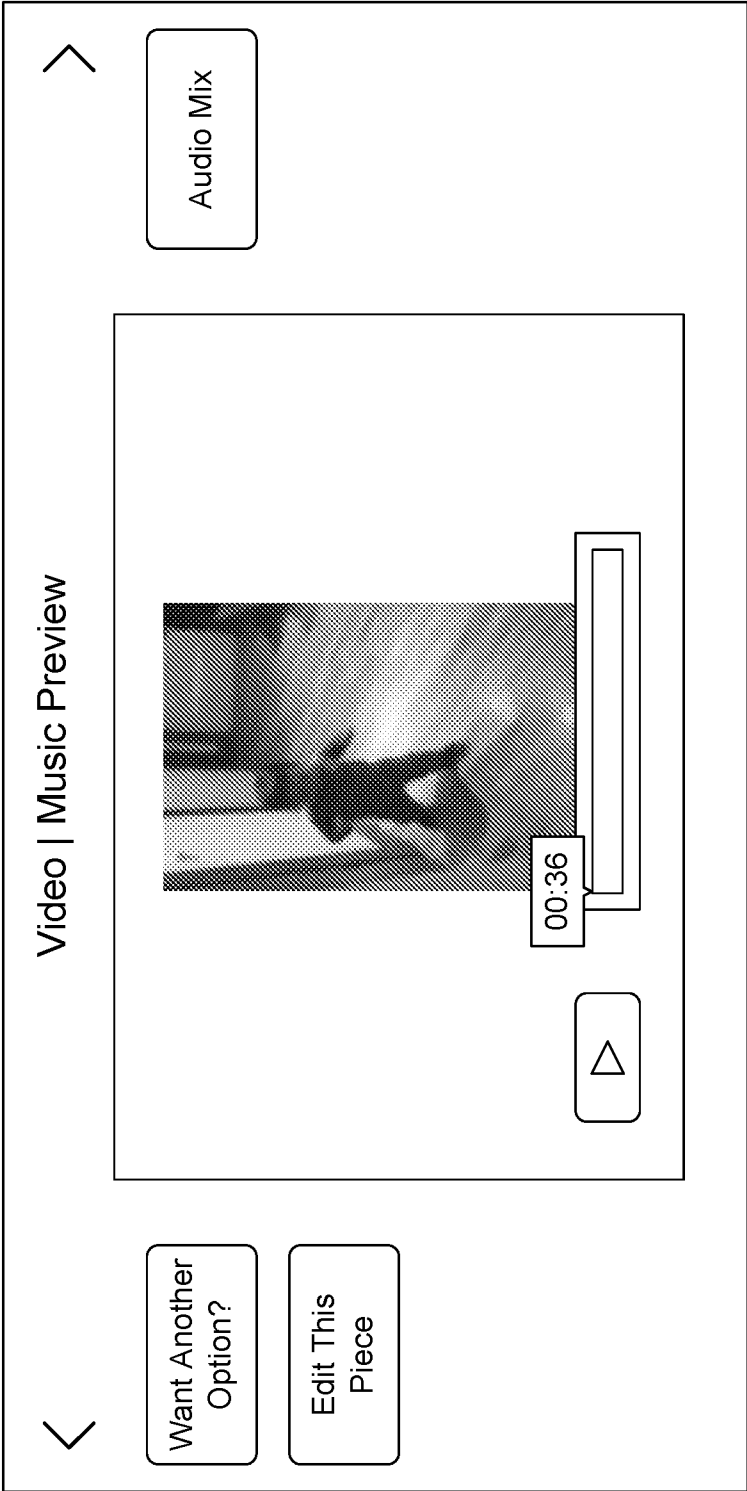 Video | Music Preview
Want Another
Option?
Edit This
Piece
Audio Mix
00:36